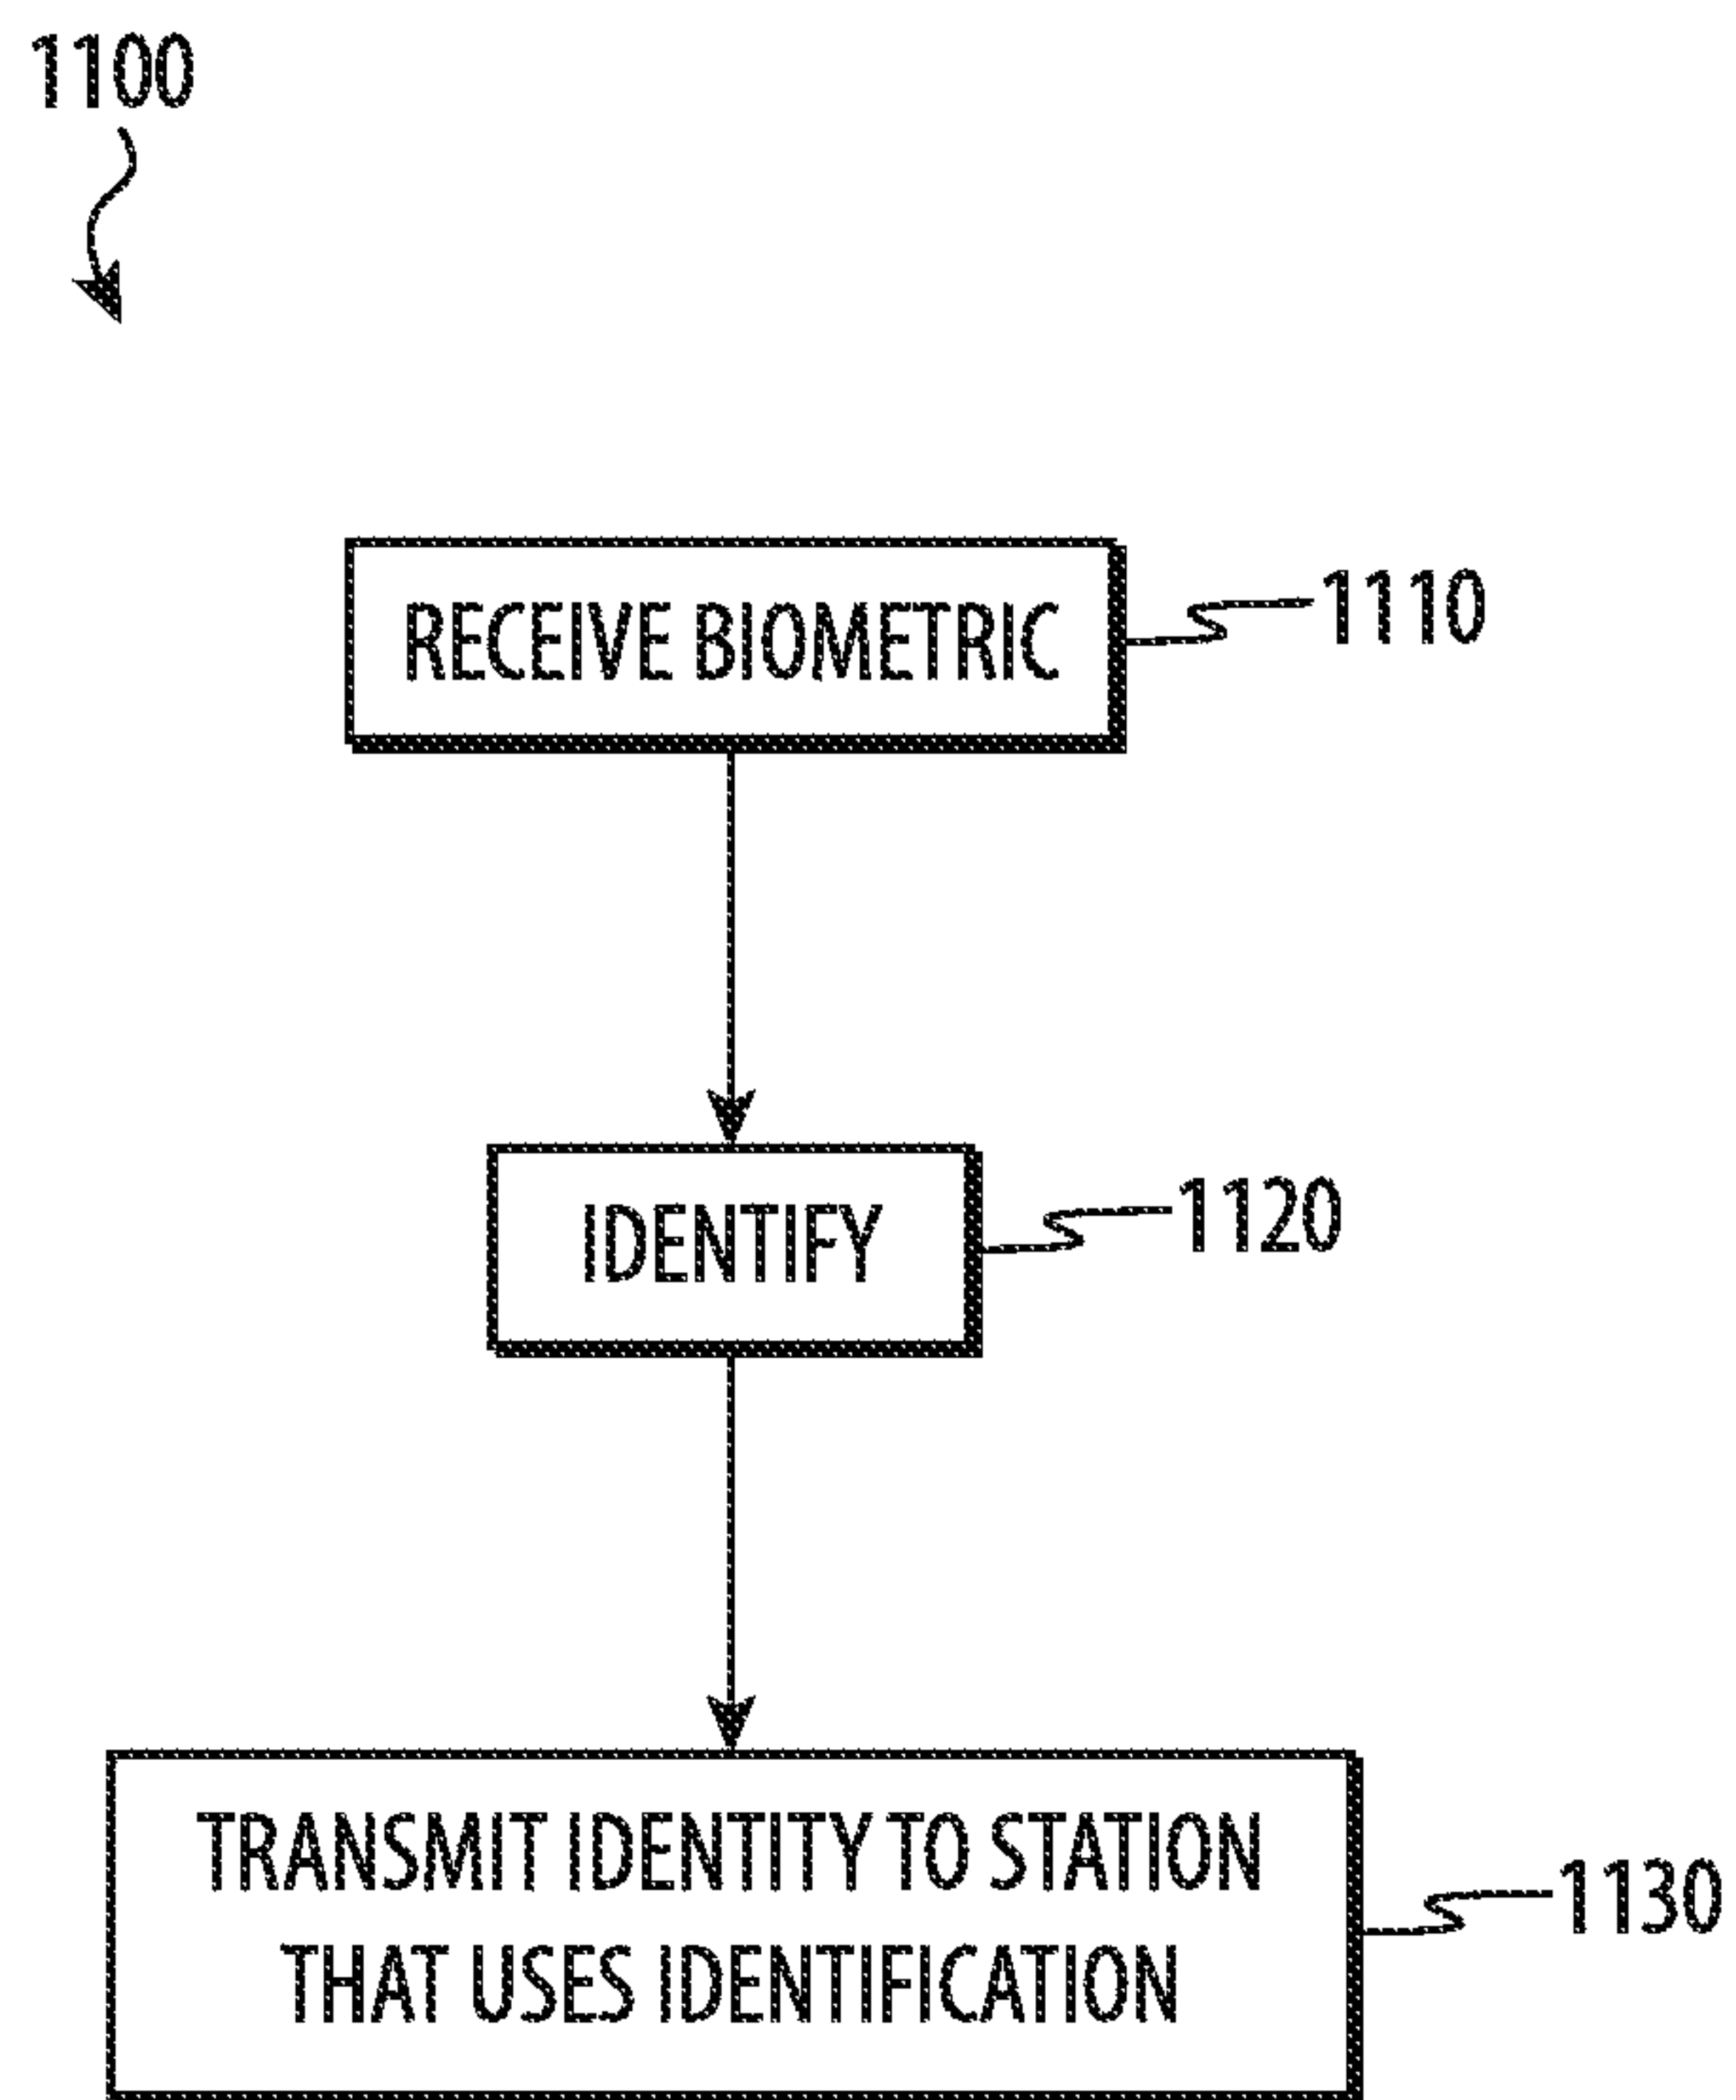 1100
RECEIVE BIOMETRIC
1110
IDENTIFY
1120
TRANSMIT IDENTITY TO STATION
THAT USES IDENTIFICATION
1130